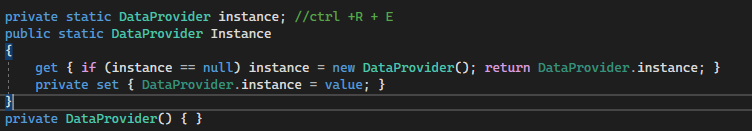 private static DataProvider instance; //ctrl +R + E
public static DataProvider Instance
{
get { if (instance == null) instance = new DataProvider(); return DataProvider.instance; }
private set { DataProvider.instance = value; }
}
private DataProvider() { }